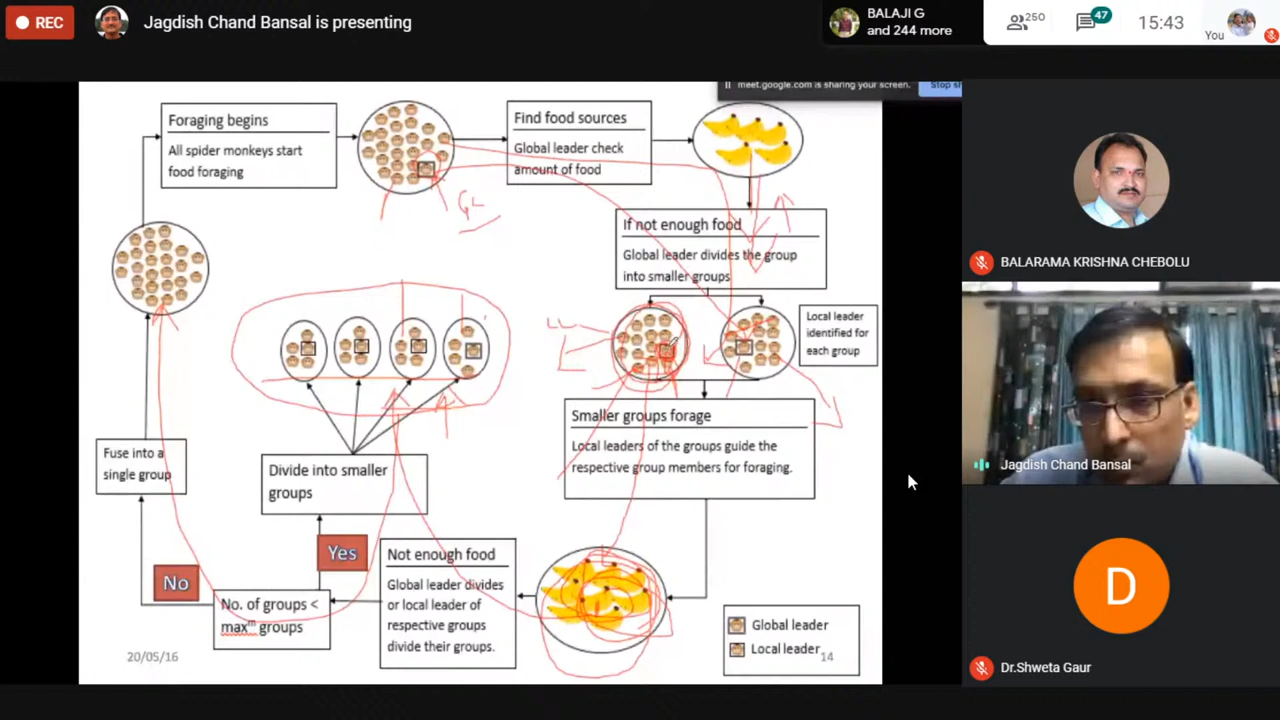 REC
Jagdish Chand Bansal is presenting
BALAJI G
and 244 more
250
47
15:43
You
meet.google.com is sharing your screen.
Foraging begins
All spider monkeys start
food foraging
Find food sources
Global leader check
amount of food
GL
If not enough food
Global leader divides the group
into smaller groups
Local leader
identified for
each group
LL
Smaller groups forage
Local leaders of the groups guide the
respective group members for foraging.
Fuse into a
single group
Divide into smaller
groups
Yes
No
Not enough food
Global leader divides
or local leader of
respective groups
divide their groups.
No. of groups <
maxᵐ groups
Global leader
Local leader
20/05/16
14
BALARAMA KRISHNA CHEBOLU
Jagdish Chand Bansal
D
Dr.Shweta Gaur